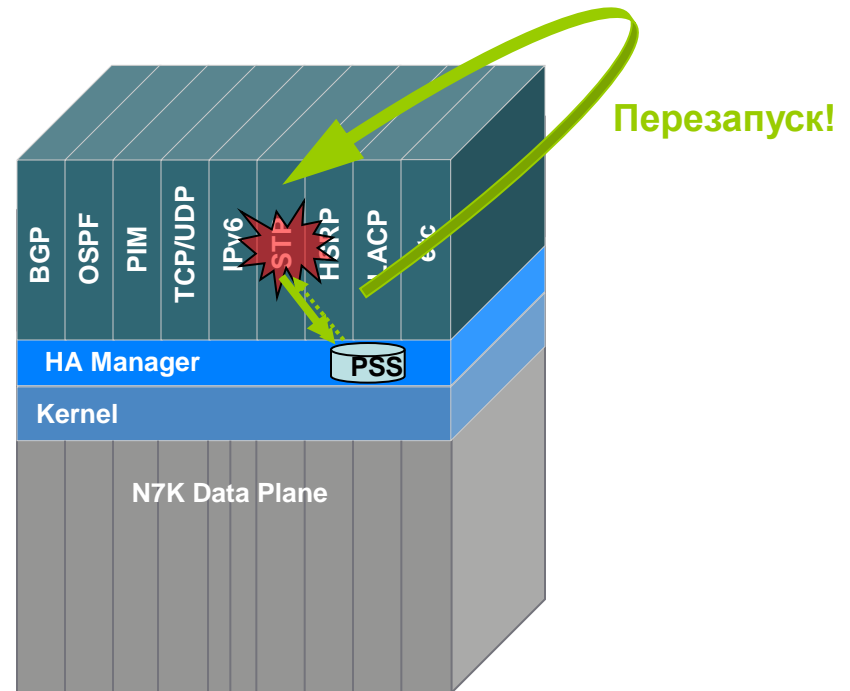 Перезапуск!
BGP
OSPF
PIM
TCP/UDP
IPv6
STP
HSRP
LACP
etc
HA Manager
PSS
Kernel
N7K Data Plane